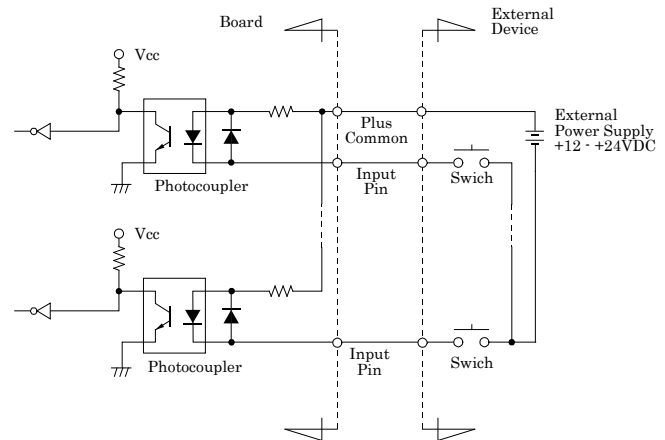 Board
External
Device
Vcc
Plus
Common
External
Power Supply
+12 - +24VDC
Photocoupler
Input
Pin
Swich
Vcc
Photocoupler
Input
Pin
Swich